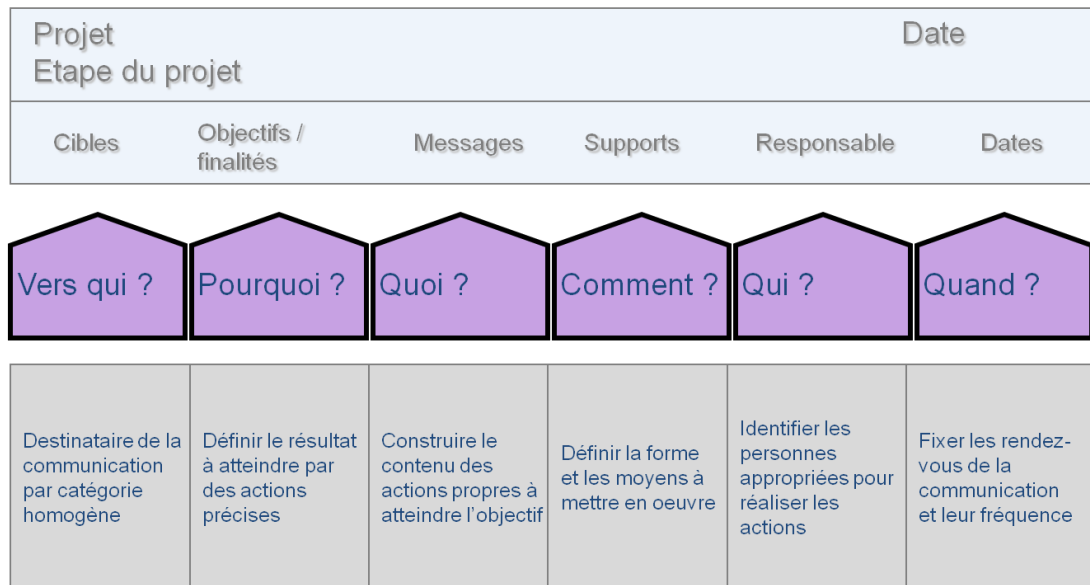 Projet
Date
Etape du projet
Cibles
Objectifs /
finalités
Messages
Supports
Responsable
Dates
Vers qui ?
Pourquoi ?
Quoi ?
Comment ?
Qui ?
Quand ?
Destinataire de la
communication
par catégorie
homogène
Définir le résultat
à atteindre par
des actions
précises
Construire le
contenu des
actions propres à
atteindre l’objectif
Définir la forme
et les moyens à
mettre en oeuvre
Identifier les
personnes
appropriées pour
réaliser les
actions
Fixer les rendez-
vous de la
communication
et leur fréquence